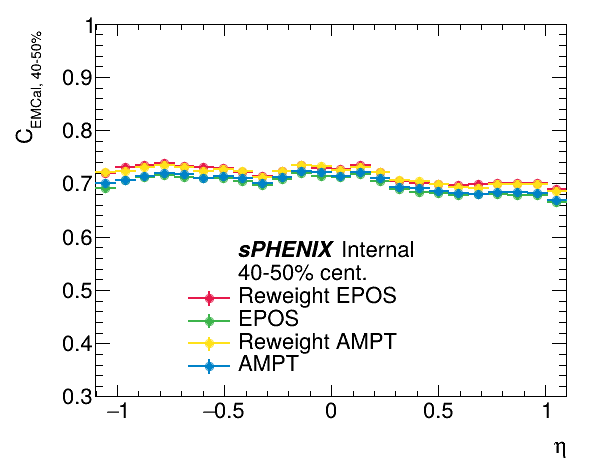 C_EMCal, 40-50%
1
0.9
0.8
0.7
0.6
0.5
0.4
0.3
sPHENIX Internal
40-50% cent.
Reweight EPOS
EPOS
Reweight AMPT
AMPT
−1 −0.5 0 0.5 1
η